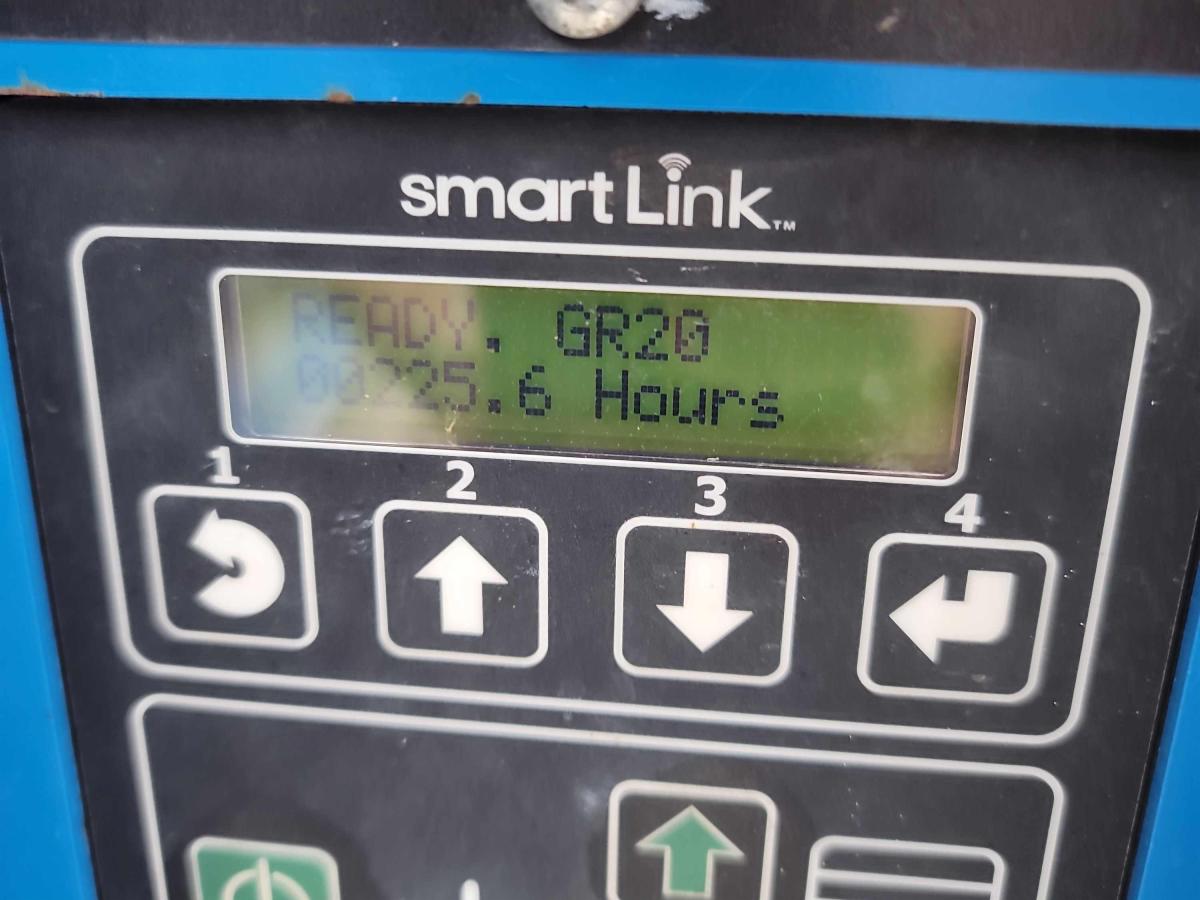 smartLink™
READY. GR20
00225.6 Hours
1 2 3 4